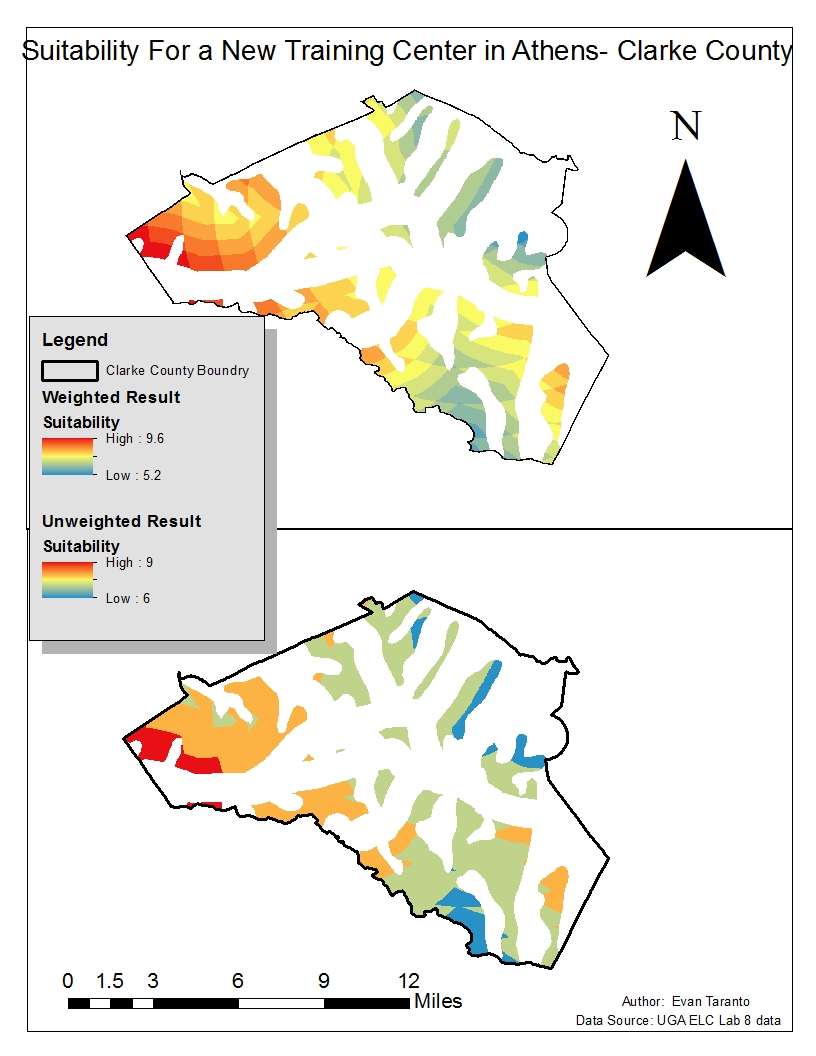 Suitability For a New Training Center in Athens- Clarke County
N
Legend
Clarke County Boundry
Weighted Result
Suitability
High : 9.6
Low : 5.2
Unweighted Result
Suitability
High : 9
Low : 6
0 1.5 3 6 9 12
Miles
Author: Evan Taranto
Data Source: UGA ELC Lab 8 data